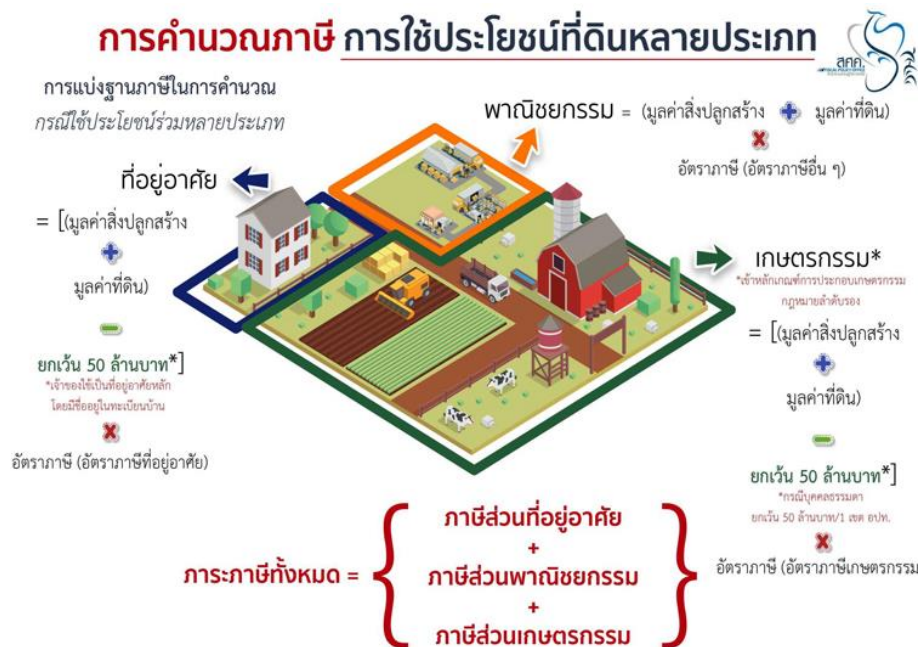 การคำนวณภาษี การใช้ประโยชน์ที่ดินหลายประเภท
สศค.
การแบ่งฐานภาษีในการคำนวณ
กรณีใช้ประโยชน์ร่วมหลายประเภท
พาณิชยกรรม = (มูลค่าสิ่งปลูกสร้าง + มูลค่าที่ดิน)
x
อัตราภาษี (อัตราภาษีอื่น ๆ)
ที่อยู่อาศัย
= [(มูลค่าสิ่งปลูกสร้าง
+
มูลค่าที่ดิน)
-
ยกเว้น 50 ล้านบาท*]
*เจ้าของใช้เป็นที่อยู่อาศัยหลัก
โดยมีชื่ออยู่ในทะเบียนบ้าน
x
อัตราภาษี (อัตราภาษีที่อยู่อาศัย)
เกษตรกรรม*
*เข้าหลักเกณฑ์การประกอบเกษตรกรรม
กฎหมายลำดับรอง
= [(มูลค่าสิ่งปลูกสร้าง
+
มูลค่าที่ดิน)
-
ยกเว้น 50 ล้านบาท*]
*กรณีบุคคลธรรมดา
ยกเว้น 50 ล้านบาท/1 เขต อปท.
x
อัตราภาษี (อัตราภาษีเกษตรกรรม
ภาระภาษีทั้งหมด = { ภาษีส่วนที่อยู่อาศัย
+
ภาษีส่วนพาณิชยกรรม
+
ภาษีส่วนเกษตรกรรม }